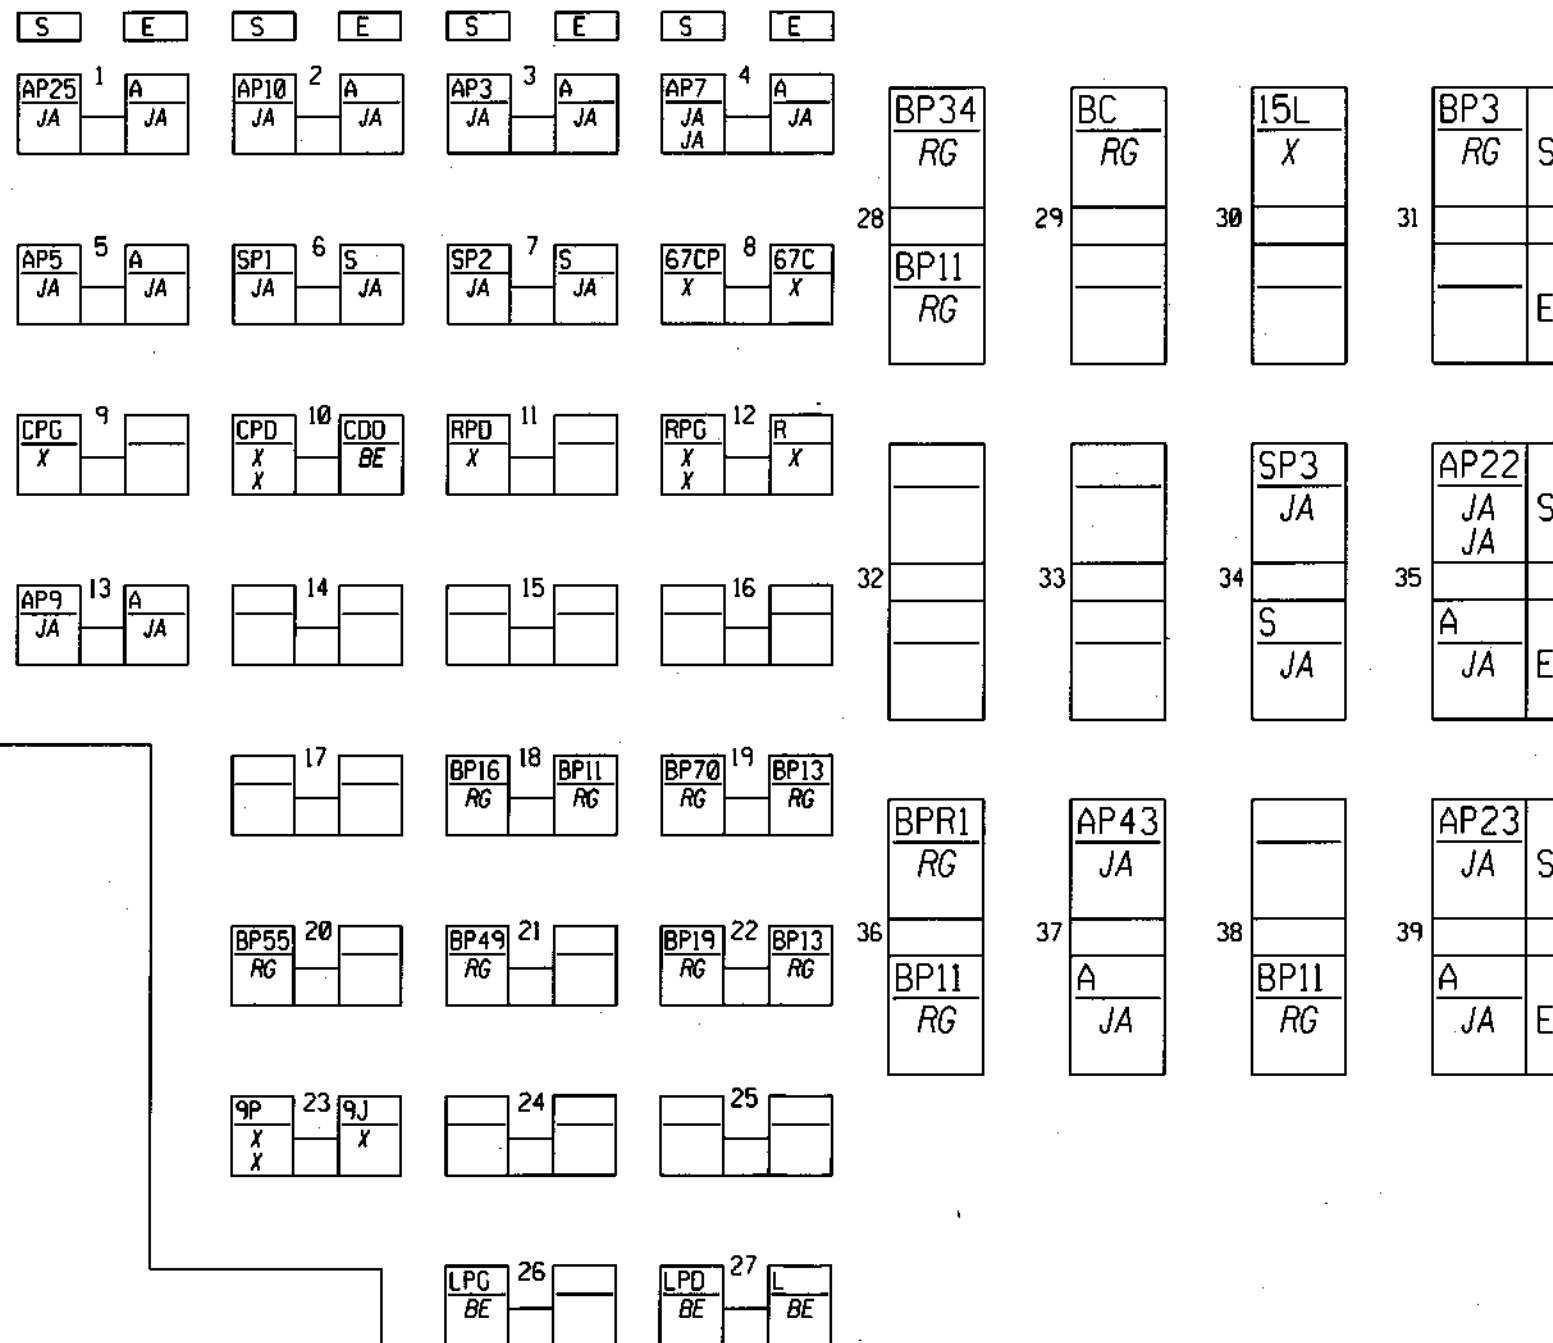 S E S E S E S E
1 2 3 4
AP25 A AP10 A AP3 A AP7 A
JA JA JA JA JA JA JA JA
JA
5 6 7 8
AP5 A SP1 S SP2 S 67CP 67C
JA JA JA JA JA JA X X
9 10 11 12
CPG CPD CDO RPD RPG R
X X BE X X X
X X
13 14 15 16
AP9 A
JA JA
17 18 19
BP16 BP11 BP70 BP13
RG RG RG RG
20 21 22
BP55 BP49 BP19 BP13
RG RG RG RG
23 24 25
9P 9J
X X
X
26 27
LPG LPD L
BE BE BE
BP34 BC 15L BP3
RG RG X RG S
28 29 30 31
BP11
RG E
SP3 AP22
JA JA S
JA
32 33 34 35
S A
JA JA E
BPR1 AP43 AP23
RG JA JA S
36 37 38 39
BP11 A BP11 A
RG JA RG JA E